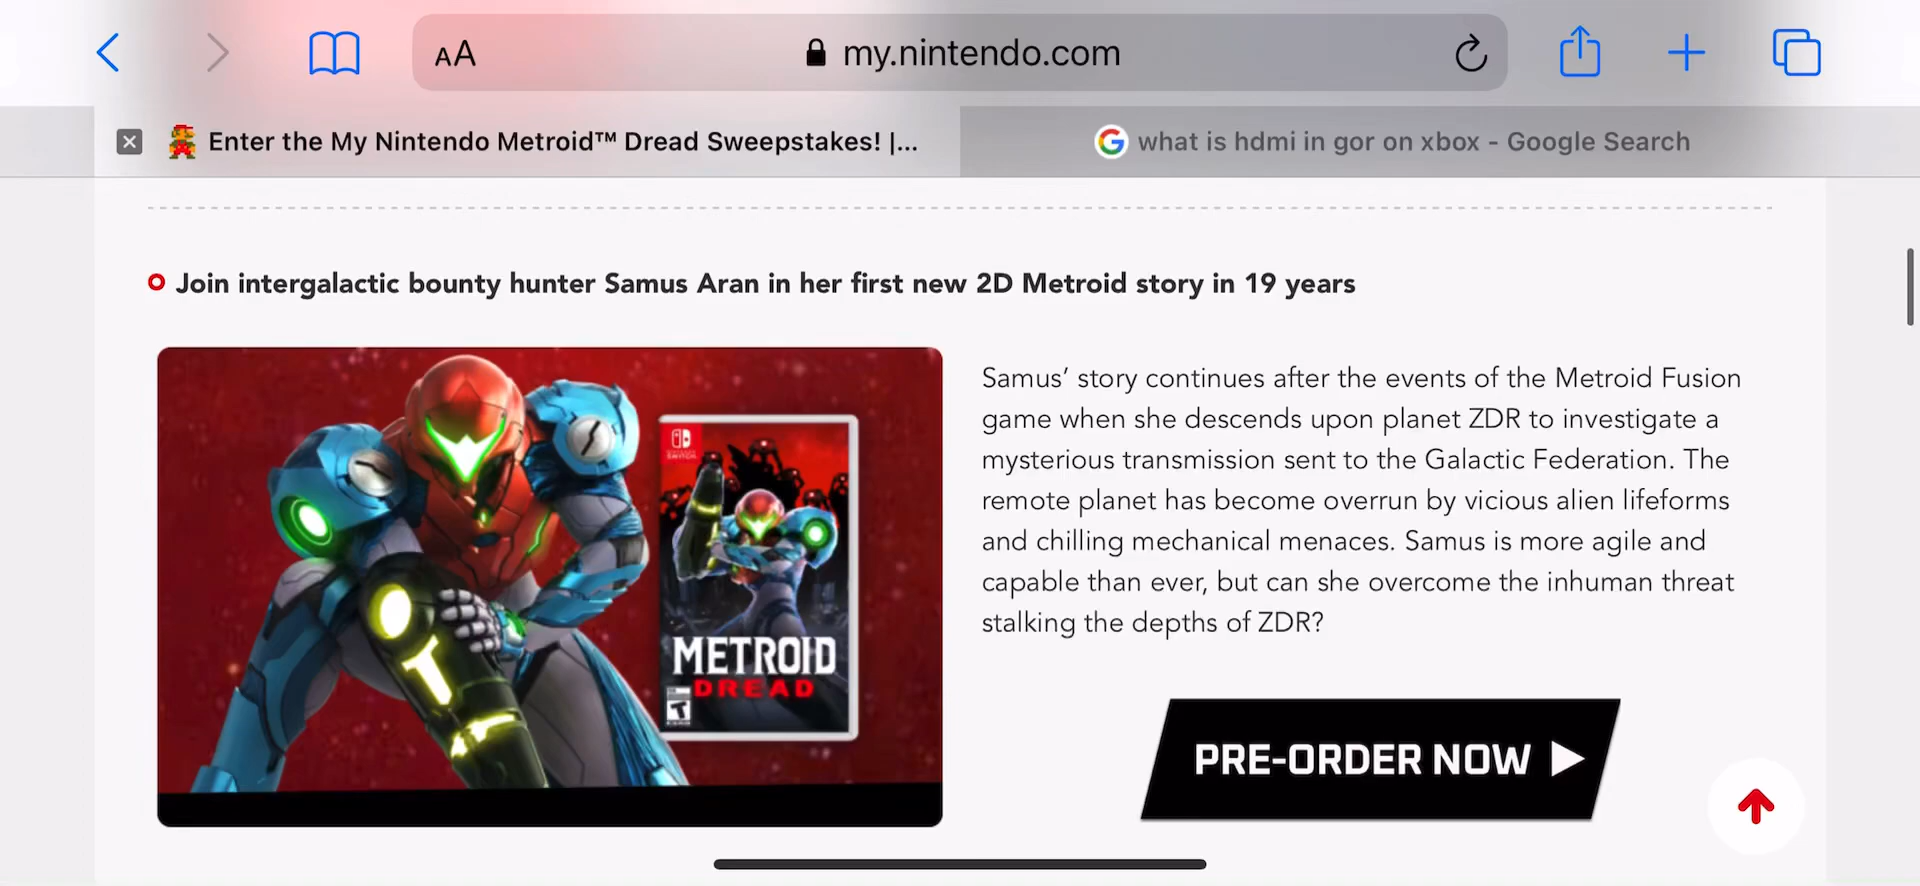 AA
my.nintendo.com
Enter the My Nintendo Metroid™ Dread Sweepstakes! |...
what is hdmi in gor on xbox - Google Search
Join intergalactic bounty hunter Samus Aran in her first new 2D Metroid story in 19 years
Samus’ story continues after the events of the Metroid Fusion
game when she descends upon planet ZDR to investigate a
mysterious transmission sent to the Galactic Federation. The
remote planet has become overrun by vicious alien lifeforms
and chilling mechanical menaces. Samus is more agile and
capable than ever, but can she overcome the inhuman threat
stalking the depths of ZDR?
SWITCH
METROID
DREAD
T
PRE-ORDER NOW